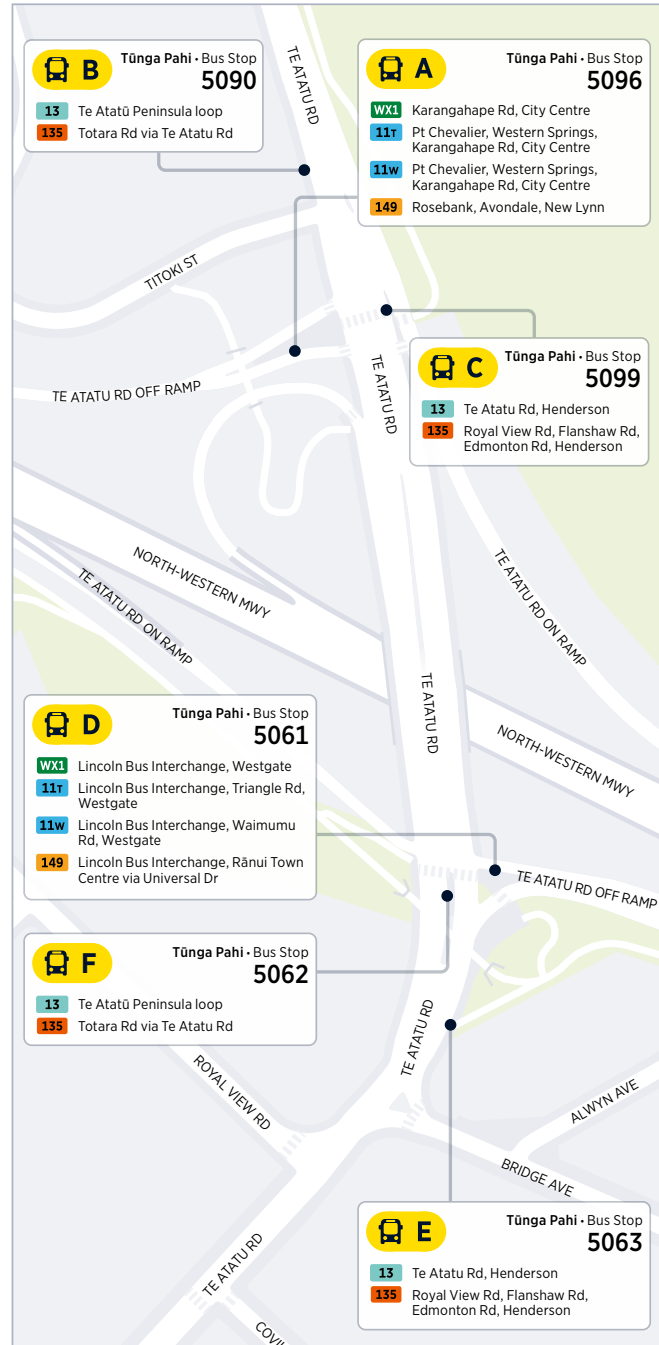 TE ATATU RD
B
Tūnga Pahi • Bus Stop
5090
13 Te Atatū Peninsula loop
135 Totara Rd via Te Atatu Rd
A
Tūnga Pahi • Bus Stop
5096
WX1 Karangahape Rd, City Centre
11T Pt Chevalier, Western Springs,
Karangahape Rd, City Centre
11W Pt Chevalier, Western Springs,
Karangahape Rd, City Centre
149 Rosebank, Avondale, New Lynn
TITOKI ST
TE ATATU RD OFF RAMP
TE ATATU RD
C
Tūnga Pahi • Bus Stop
5099
13 Te Atatu Rd, Henderson
135 Royal View Rd, Flanshaw Rd,
Edmonton Rd, Henderson
NORTH-WESTERN MWY
TE ATATU RD ON RAMP
TE ATATU RD ON RAMP
TE ATATU RD
NORTH-WESTERN MWY
D
Tūnga Pahi • Bus Stop
5061
WX1 Lincoln Bus Interchange, Westgate
11T Lincoln Bus Interchange, Triangle Rd,
Westgate
11W Lincoln Bus Interchange, Waimumu
Rd, Westgate
149 Lincoln Bus Interchange, Rānui Town
Centre via Universal Dr
TE ATATU RD OFF RAMP
F
Tūnga Pahi • Bus Stop
5062
13 Te Atatū Peninsula loop
135 Totara Rd via Te Atatu Rd
TE ATATU RD
ROYAL VIEW RD
ALWYN AVE
BRIDGE AVE
E
Tūnga Pahi • Bus Stop
5063
13 Te Atatu Rd, Henderson
135 Royal View Rd, Flanshaw Rd,
Edmonton Rd, Henderson
TE ATATU RD